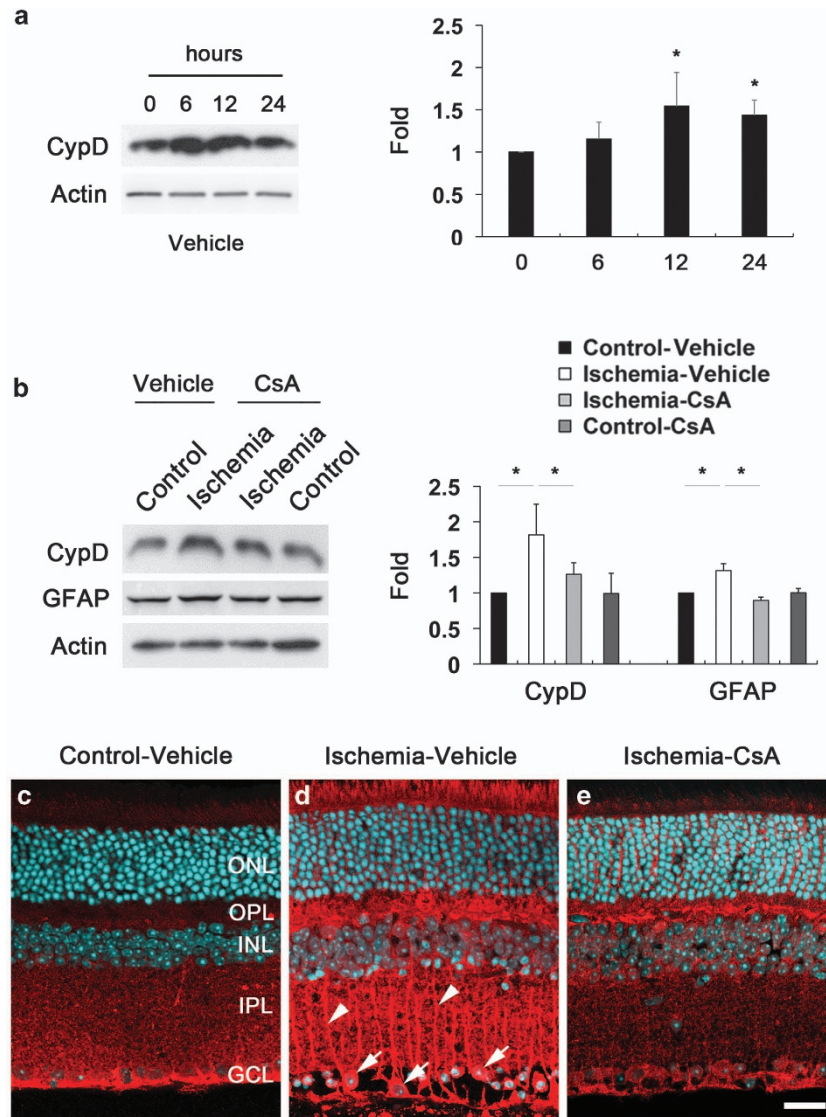 a
hours
0 6 12 24
CypD
Actin
Vehicle
Fold
2.5
2
1.5
1
0.5
0
* *
0 6 12 24
b
Vehicle CsA
Control Ischemia Ischemia Control
CypD
GFAP
Actin
Control-Vehicle
Ischemia-Vehicle
Ischemia-CsA
Control-CsA
Fold
2.5
2
1.5
1
0.5
0
* * * *
CypD GFAP
Control-Vehicle Ischemia-Vehicle Ischemia-CsA
c d e
ONL
OPL
INL
IPL
GCL